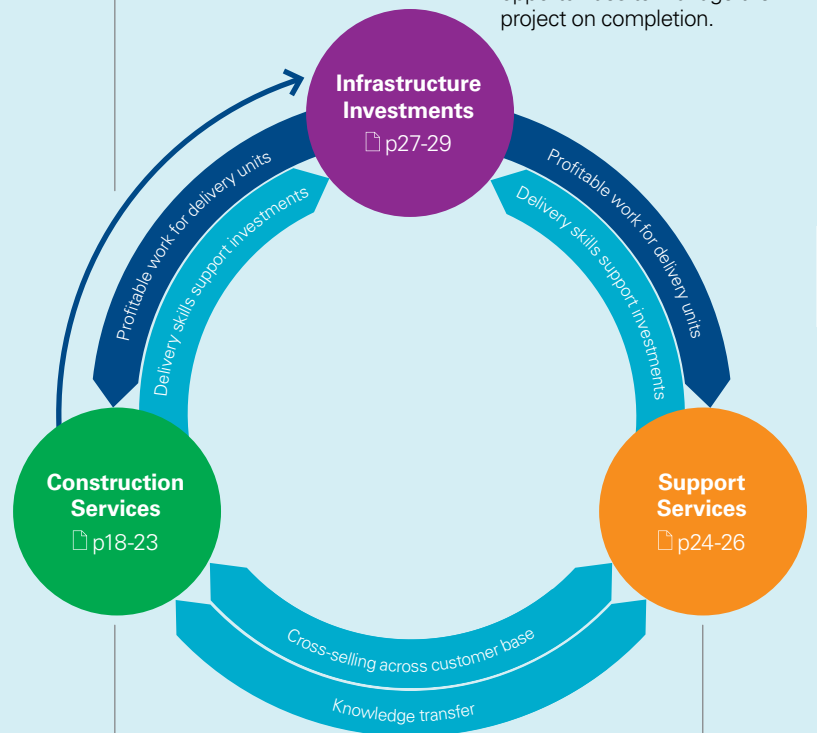 project on completion.
Infrastructure
Investments
p27-29
Profitable work for delivery units
Delivery skills support investments
Profitable work for delivery units
Delivery skills support investments
Construction
Services
p18-23
Support
Services
p24-26
Cross-selling across customer base
Knowledge transfer